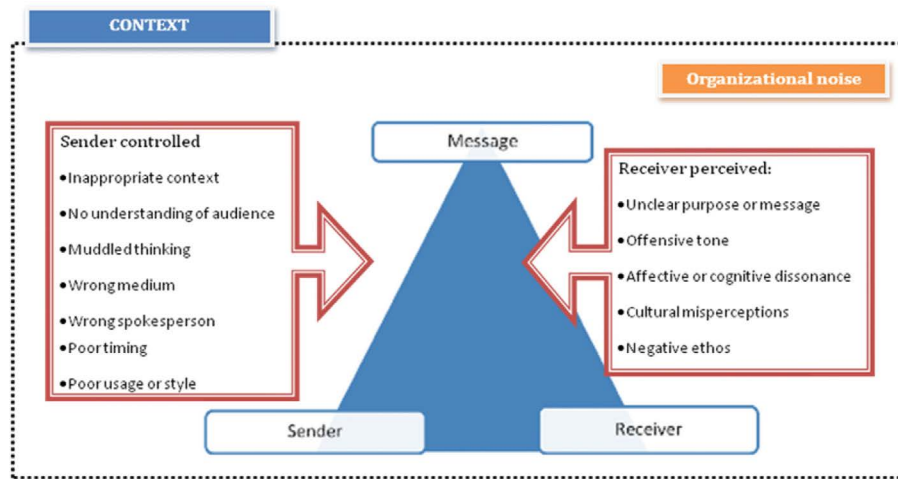 CONTEXT
Organizational noise
Message
Sender controlled
•Inappropriate context
•No understanding of audience
•Muddled thinking
•Wrong medium
•Wrong spokesperson
•Poor timing
•Poor usage or style
Receiver perceived:
•Unclear purpose or message
•Offensive tone
•Affective or cognitive dissonance
•Cultural misperceptions
•Negative ethos
Sender
Receiver